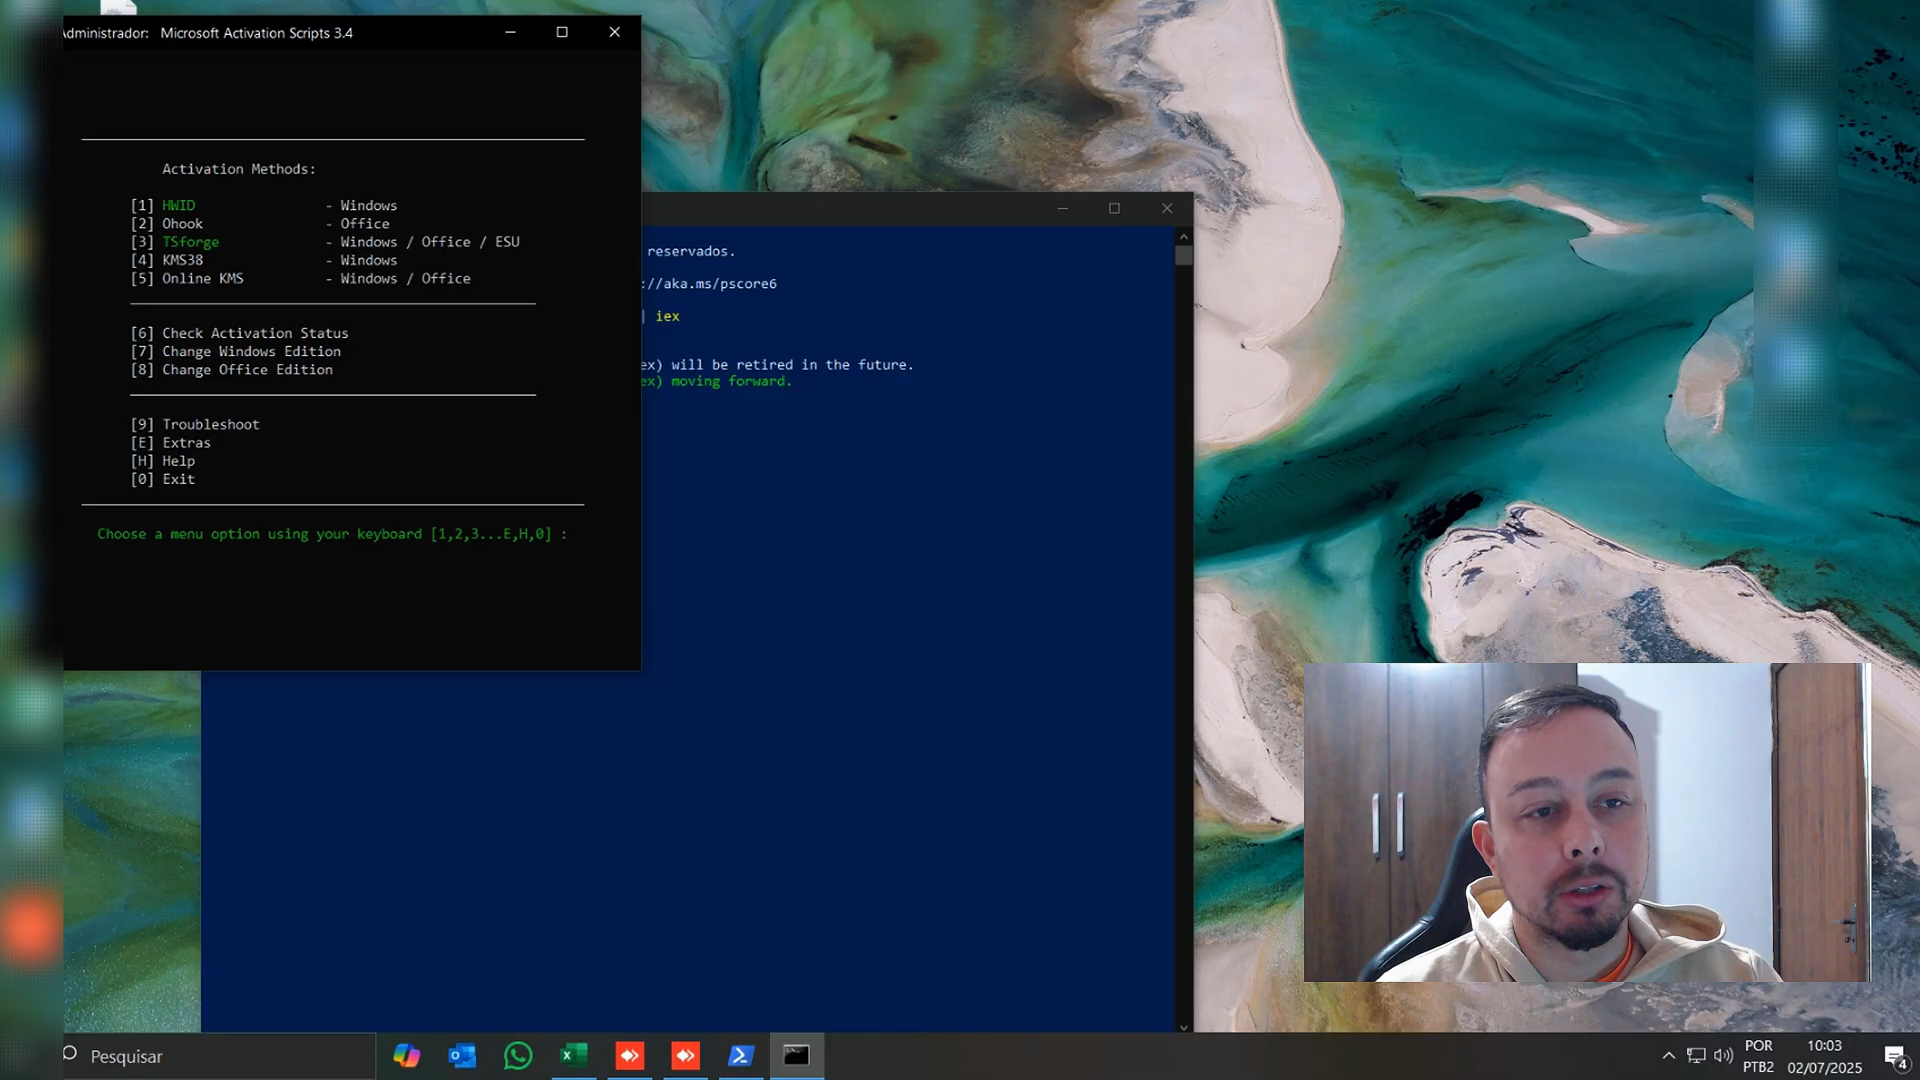 Administrador:  Microsoft Activation Scripts 3.4
Activation Methods:
[1] HWID - Windows
[2] Ohook - Office
[3] TSforge - Windows / Office / ESU
[4] KMS38 - Windows
[5] Online KMS - Windows / Office
[6] Check Activation Status
[7] Change Windows Edition
[8] Change Office Edition
[9] Troubleshoot
[E] Extras
[H] Help
[0] Exit
Choose a menu option using your keyboard [1,2,3...E,H,0] :
reservados.
://aka.ms/pscore6
| iex
ex) will be retired in the future.
ex) moving forward.
Pesquisar
POR
PTB2
10:03
02/07/2025
4